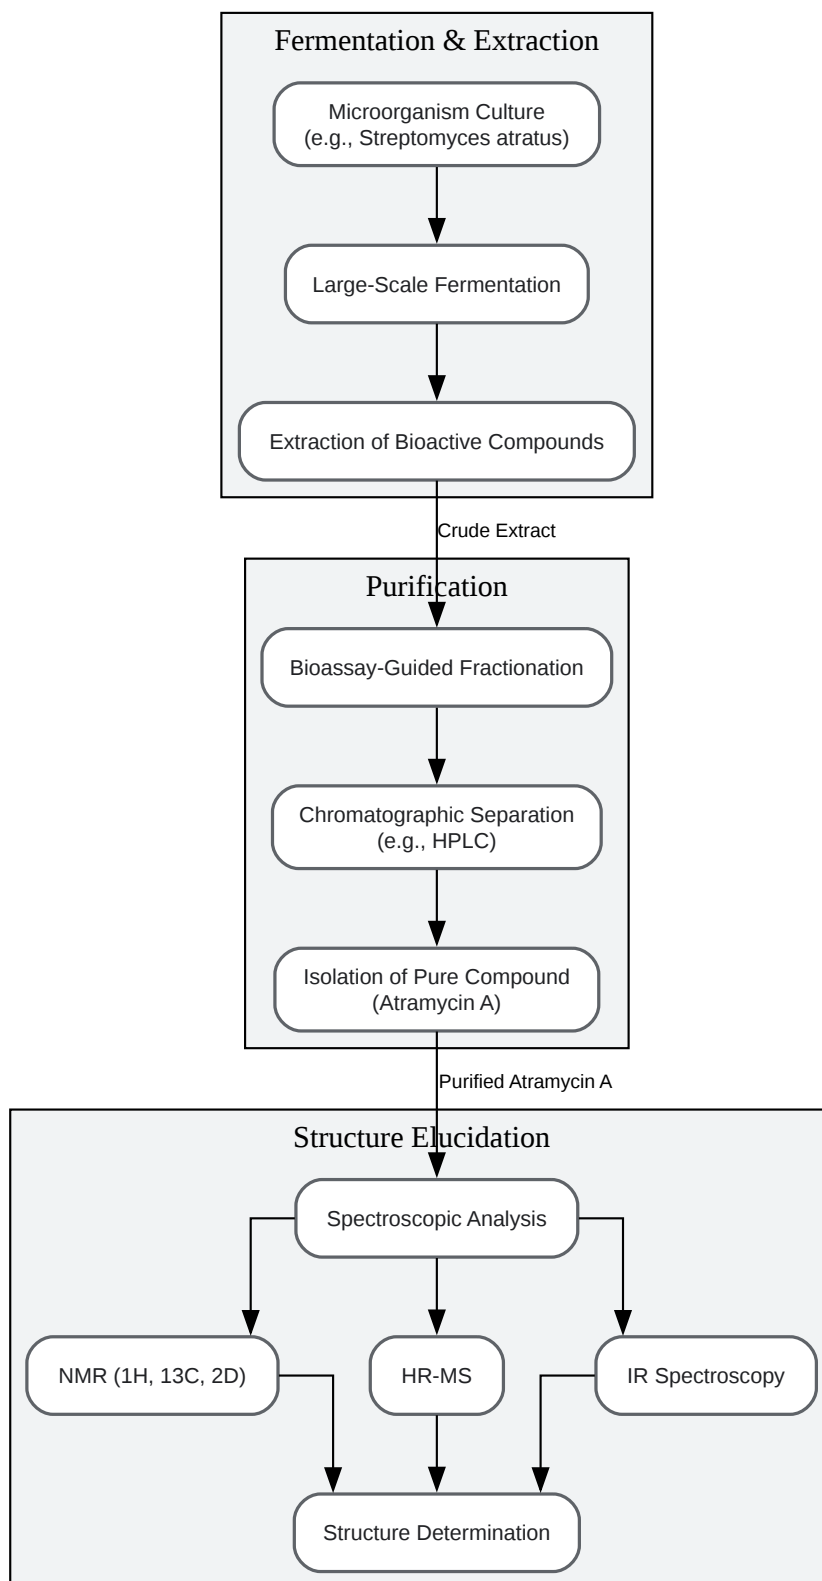 Fermentation & Extraction
Microorganism Culture
(e.g., Streptomyces atratus)
Large-Scale Fermentation
Extraction of Bioactive Compounds
Crude Extract
Purification
Bioassay-Guided Fractionation
Chromatographic Separation
(e.g., HPLC)
Isolation of Pure Compound
(Atramycin A)
Purified Atramycin A
Structure Elucidation
Spectroscopic Analysis
NMR (1H, 13C, 2D)
HR-MS
IR Spectroscopy
Structure Determination